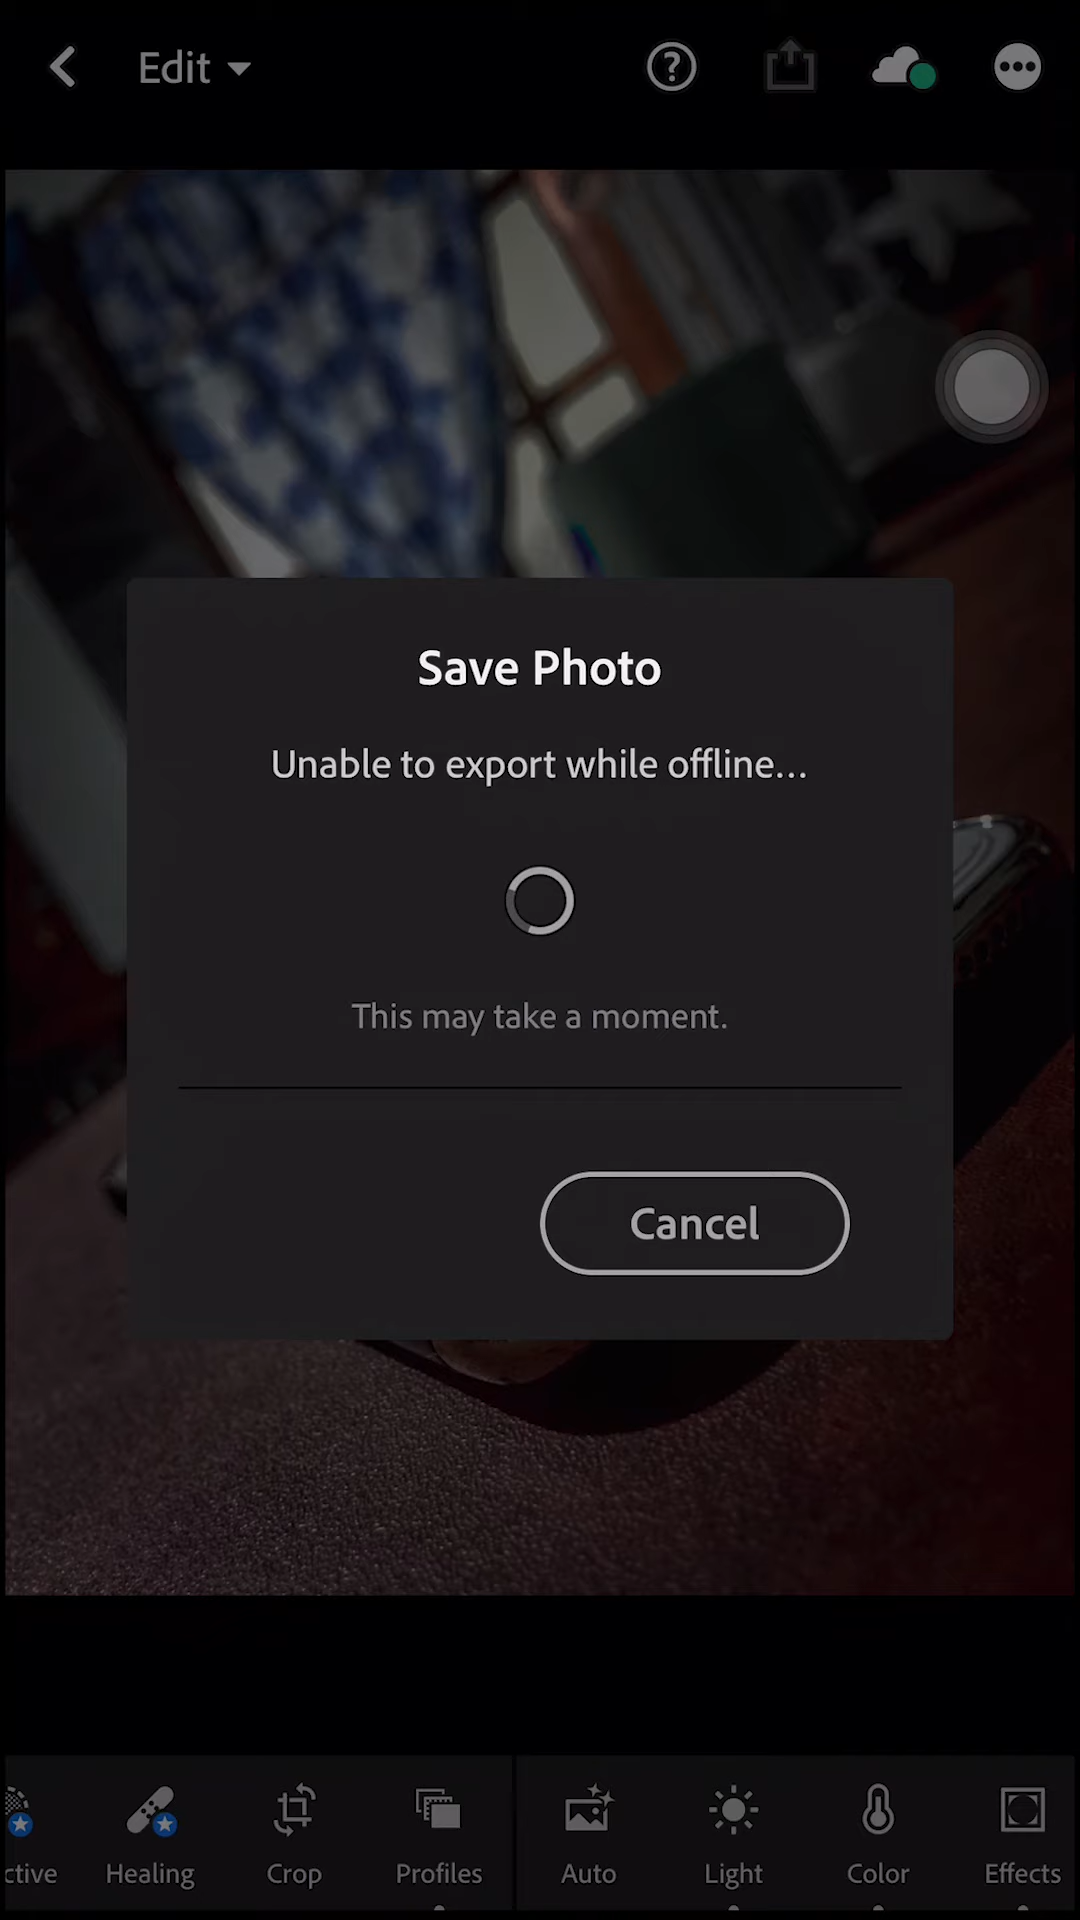 Edit
Save Photo
Unable to export while offline...
This may take a moment.
Cancel
ctive
Healing
Crop
Profiles
Auto
Light
Color
Effects